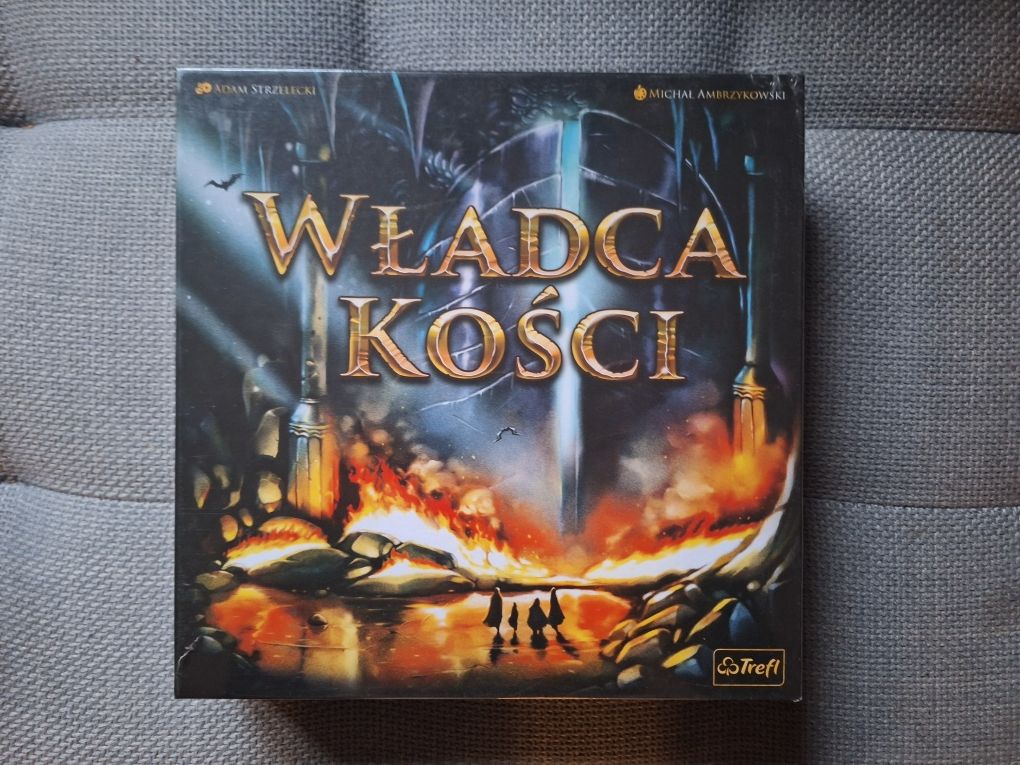 ADAM STRZELECKI
MICHAŁ AMBRZYKOWSKI
WŁADCA
KOŚCI
Trefl